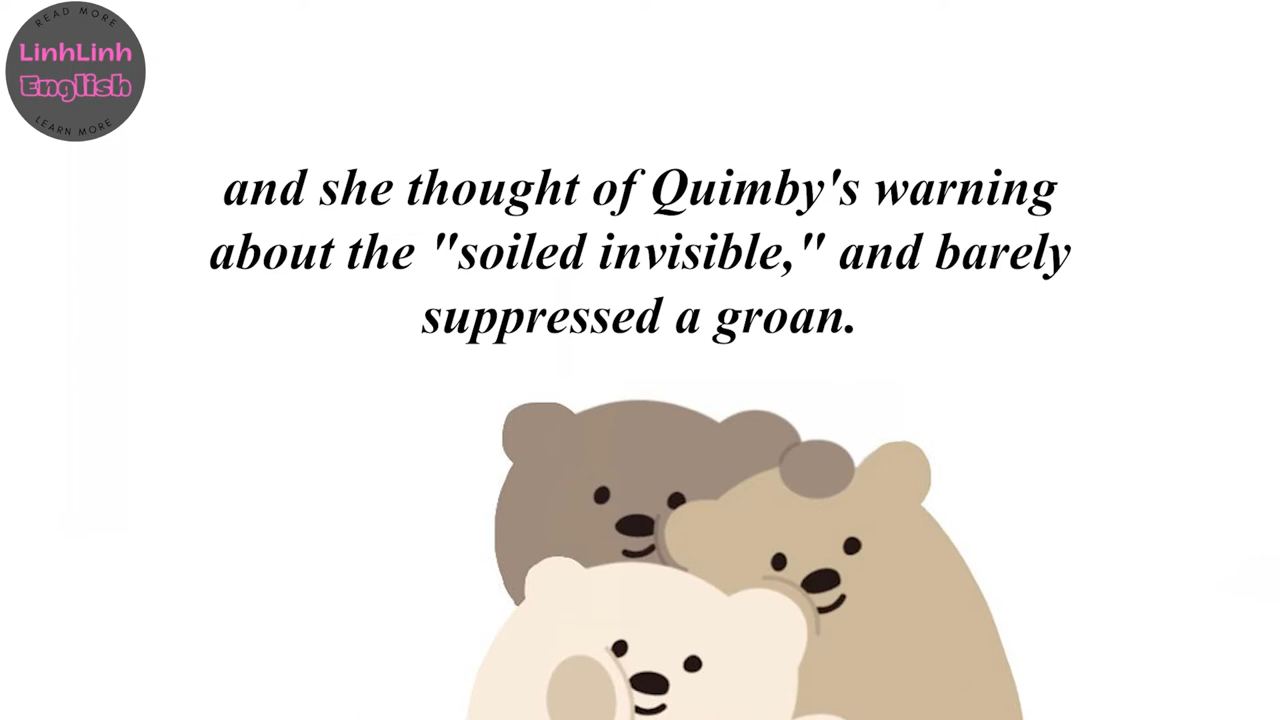 READ MORE
LinhLinh
English
LEARN MORE
and she thought of Quimby's warning
about the "soiled invisible," and barely
suppressed a groan.